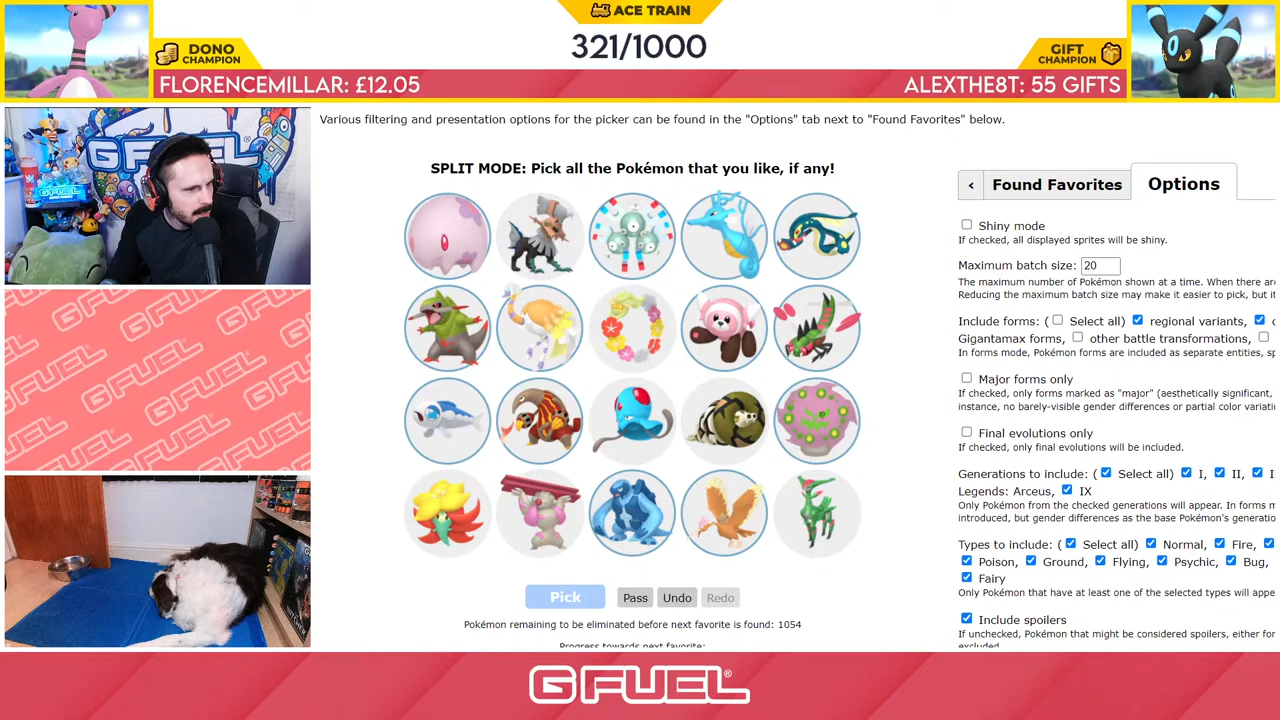 ACE TRAIN
321/1000
DONO
CHAMPION
GIFT
CHAMPION
FLORENCEMILLAR: £12.05
ALEXTHE8T: 55 GIFTS
Various filtering and presentation options for the picker can be found in the "Options" tab next to "Found Favorites" below.
SPLIT MODE: Pick all the Pokémon that you like, if any!
‹
Found Favorites
Options
Shiny mode
If checked, all displayed sprites will be shiny.
Maximum batch size: 20
The maximum number of Pokémon shown at a time. When there are
Reducing the maximum batch size may make it easier to pick, but it
Include forms: ( Select all) regional variants,
Gigantamax forms, other battle transformations,
In forms mode, Pokémon forms are included as separate entities, sp
Major forms only
If checked, only forms marked as "major" (aesthetically significant,
instance, no barely-visible gender differences or partial color variatio
Final evolutions only
If checked, only final evolutions will be included.
Generations to include: ( Select all) I, II, I
Legends: Arceus, IX
Only Pokémon from the checked generations will appear. In forms m
introduced, but gender differences as the base Pokémon's generatio
Types to include: ( Select all) Normal, Fire,
Poison, Ground, Flying, Psychic, Bug,
Fairy
Only Pokémon that have at least one of the selected types will appe
Include spoilers
If unchecked, Pokémon that might be considered spoilers, either for
excluded.
Pick
Pass
Undo
Redo
Pokémon remaining to be eliminated before next favorite is found: 1054
Progress towards next favorite:
G FUEL
G FUEL